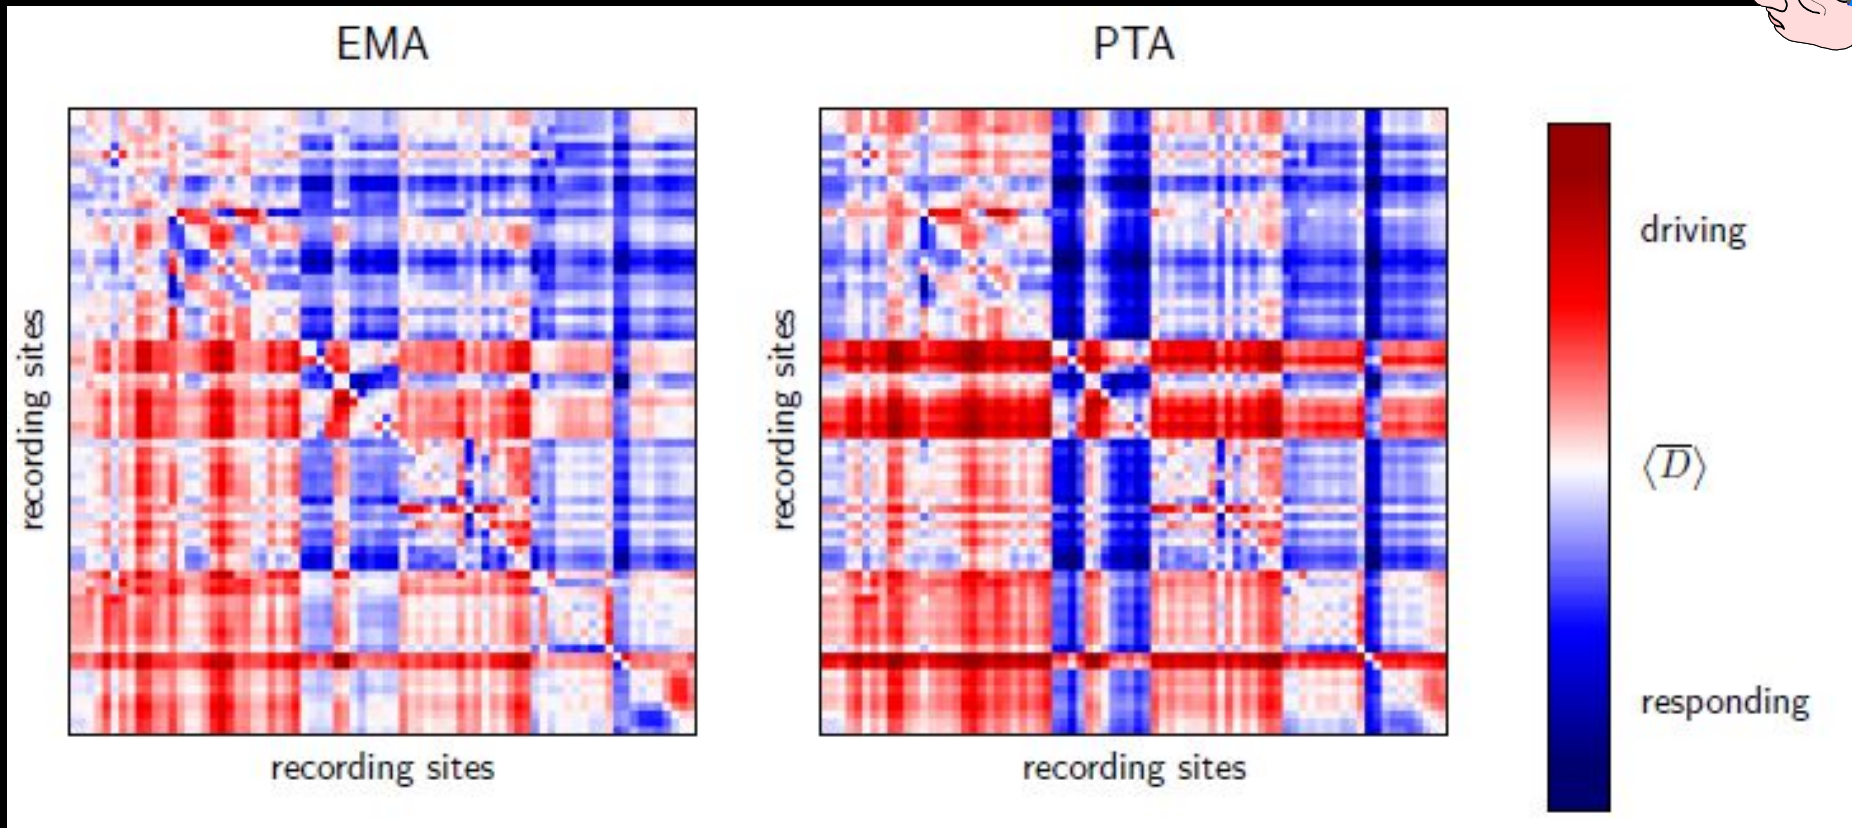 EMA
PTA
recording sites
recording sites
recording sites
recording sites
driving
⟨D̅⟩
responding